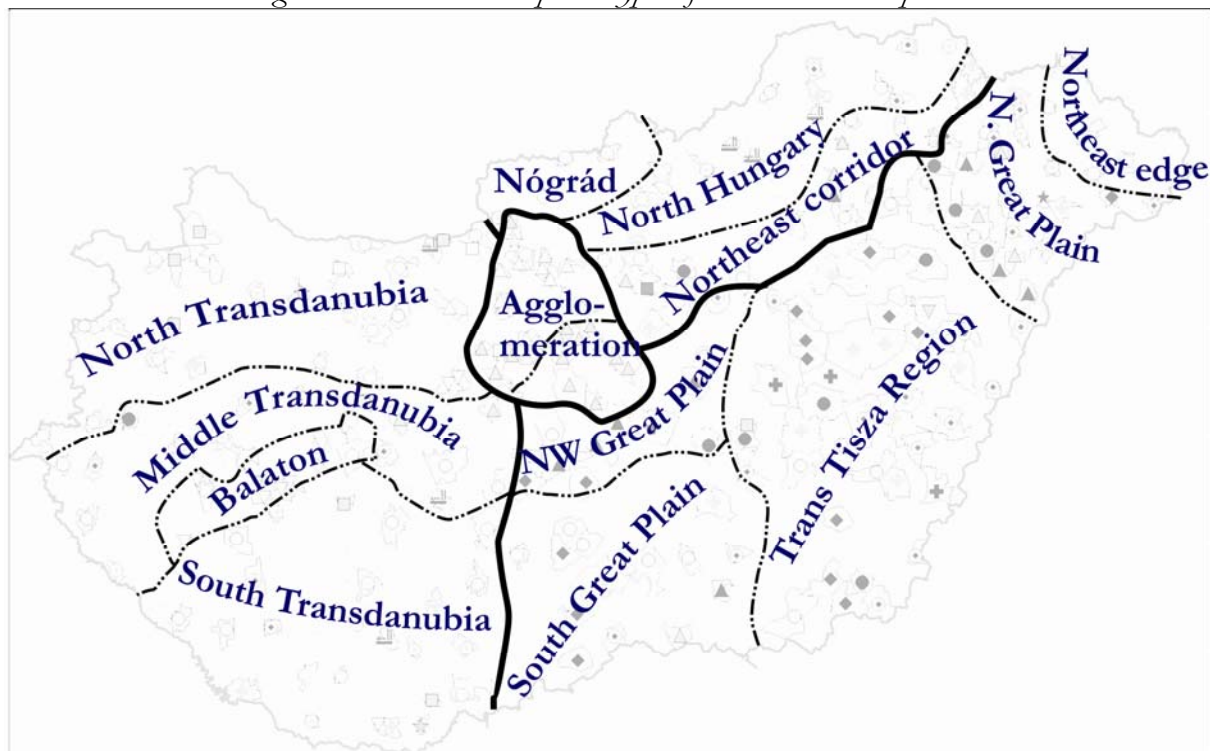 Nógrád
North Hungary
Northeast corridor
N. Great Plain
Northeast edge
North Transdanubia
Agglo-
meration
Middle Transdanubia
Balaton
NW Great Plain
Trans Tisza Region
South Great Plain
South Transdanubia